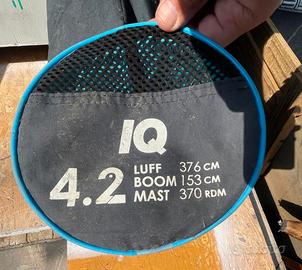 IQ
4.2
LUFF 376 CM
BOOM 153 CM
MAST 370 RDM